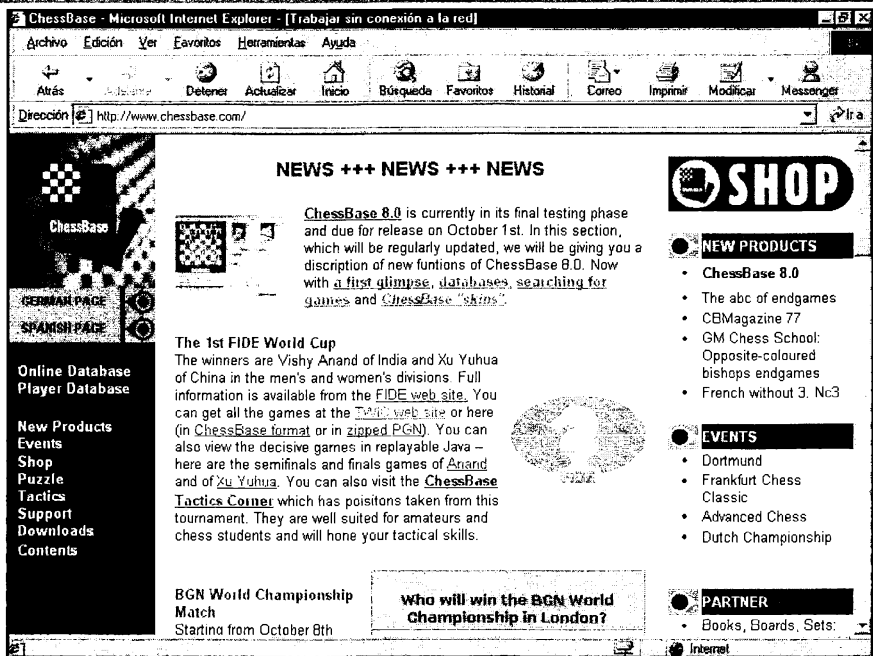 ChessBase - Microsoft Internet Explorer - [Trabajar sin conexión a la red]
Archivo Edición Ver Favoritos Herramientas Ayuda
Atrás Adelante Detener Actualizar Inicio Búsqueda Favoritos Historial Correo Imprimir Modificar Messenger
Dirección http://www.chessbase.com/ Ir a
ChessBase
GERMAN PAGE
SPANISH PAGE
Online Database
Player Database
New Products
Events
Shop
Puzzle
Tactics
Support
Downloads
Contents
NEWS +++ NEWS +++ NEWS
ChessBase 8.0 is currently in its final testing phase
and due for release on October 1st. In this section,
which will be regularly updated, we will be giving you a
discription of new funtions of ChessBase 8.0. Now
with a first glimpse, databases, searching for
games and ChessBase "skins".
The 1st FIDE World Cup
The winners are Vishy Anand of India and Xu Yuhua
of China in the men's and women's divisions. Full
information is available from the FIDE web site. You
can get all the games at the TWIC web site or here
(in ChessBase format or in zipped PGN). You can
also view the decisive games in replayable Java –
here are the semifinals and finals games of Anand
and of Xu Yuhua. You can also visit the ChessBase
Tactics Corner which has poisitons taken from this
tournament. They are well suited for amateurs and
chess students and will hone your tactical skills.
BGN World Championship
Match
Starting from October 8th
Who will win the BGN World
Championship in London?
SHOP
NEW PRODUCTS
• ChessBase 8.0
• The abc of endgames
• CBMagazine 77
• GM Chess School:
Opposite-coloured
bishops endgames
• French without 3. Nc3
EVENTS
• Dortmund
• Frankfurt Chess
Classic
• Advanced Chess
• Dutch Championship
PARTNER
• Books, Boards, Sets:
Internet